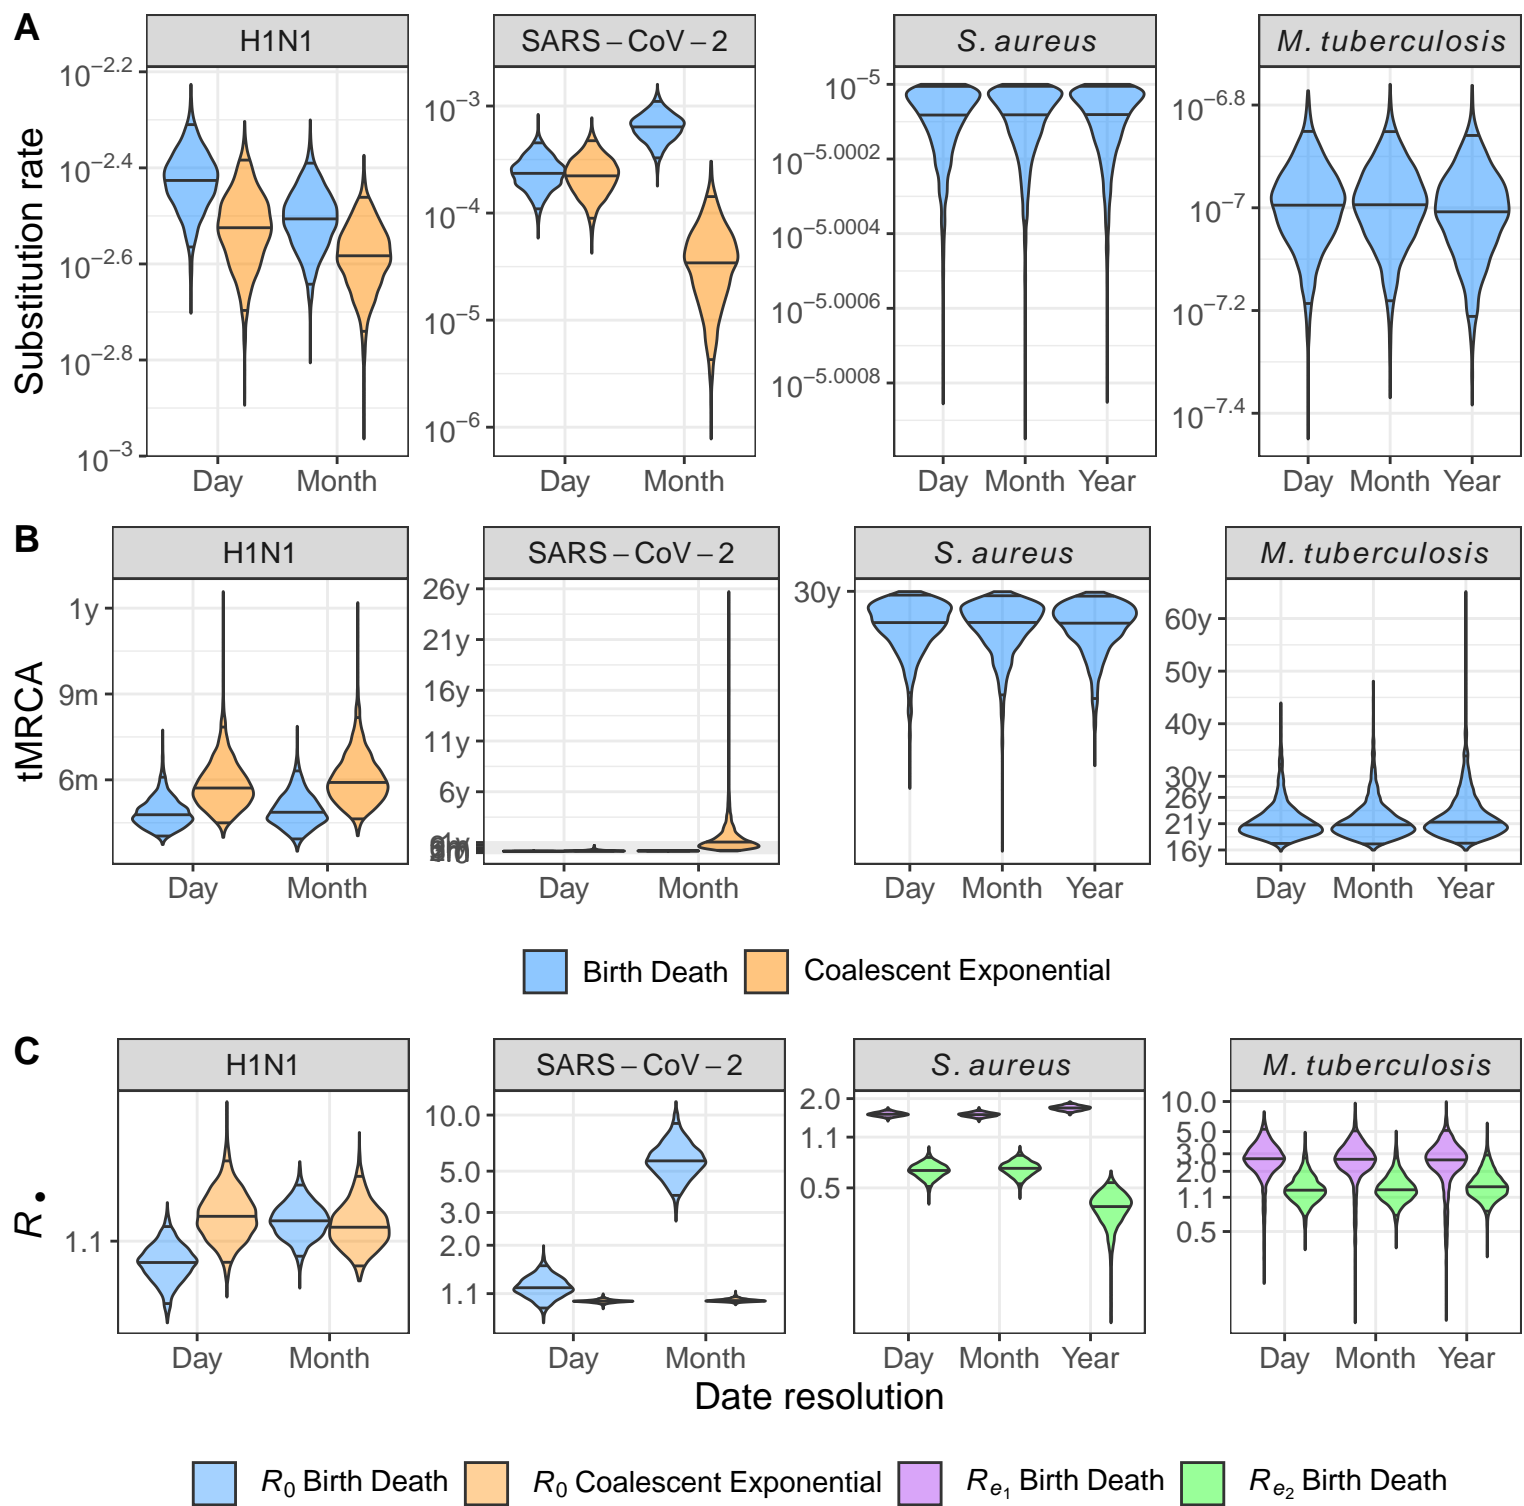 A
H1N1
SARS – CoV – 2
S. aureus
M. tuberculosis
Substitution rate
10^−2.2
10^−2.4
10^−2.6
10^−2.8
10^−3
10^−3
10^−4
10^−5
10^−6
10^−5
10^−5.0002
10^−5.0004
10^−5.0006
10^−5.0008
10^−6.8
10^−7
10^−7.2
10^−7.4
Day Month
Day Month
Day Month Year
Day Month Year
B
H1N1
SARS – CoV – 2
S. aureus
M. tuberculosis
tMRCA
1y
9m
6m
26y
21y
16y
11y
6y
1y
30y
60y
50y
40y
30y
26y
21y
16y
Day Month
Day Month
Day Month Year
Day Month Year
Birth Death Coalescent Exponential
C
H1N1
SARS – CoV – 2
S. aureus
M. tuberculosis
R•
1.1
10.0
5.0
3.0
2.0
1.1
2.0
1.1
0.5
10.0
5.0
3.0
2.0
1.1
0.5
Day Month
Day Month
Day Month Year
Day Month Year
Date resolution
R0 Birth Death R0 Coalescent Exponential Re1 Birth Death Re2 Birth Death